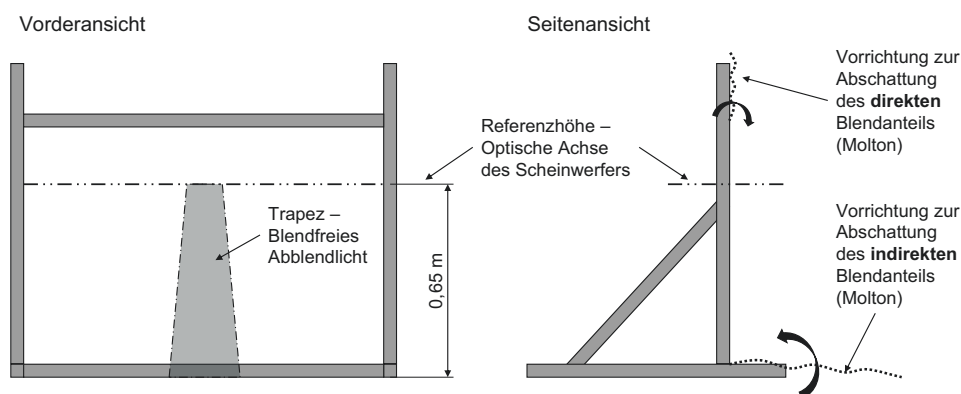 Vorderansicht
Seitenansicht
Vorrichtung zur
Abschattung
des direkten
Blendanteils
(Molton)
Referenzhöhe –
Optische Achse
des Scheinwerfers
Trapez –
Blendfreies
Abblendlicht
0,65 m
Vorrichtung zur
Abschattung
des indirekten
Blendanteils
(Molton)